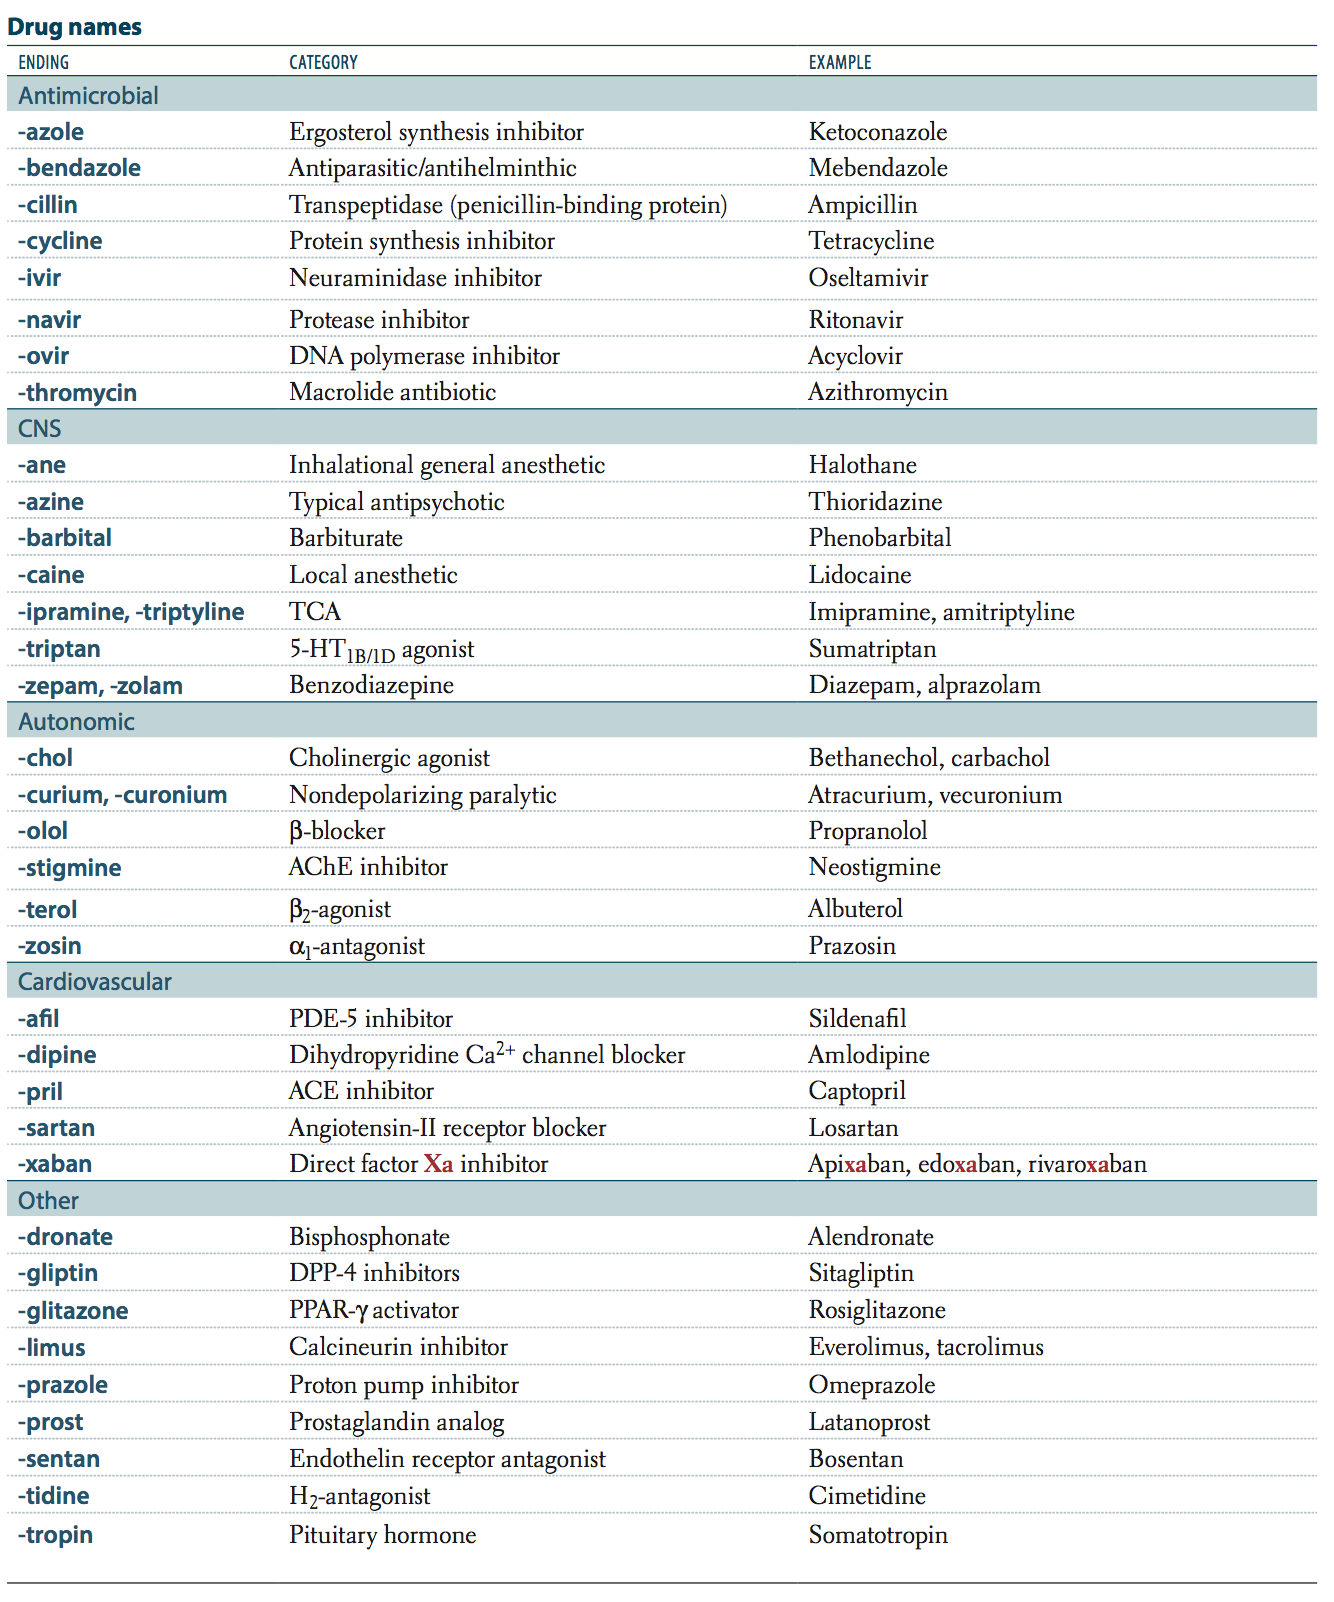 Drug names
ENDING CATEGORY EXAMPLE
Antimicrobial
-azole Ergosterol synthesis inhibitor Ketoconazole
-bendazole Antiparasitic/antihelminthic Mebendazole
-cillin Transpeptidase (penicillin-binding protein) Ampicillin
-cycline Protein synthesis inhibitor Tetracycline
-ivir Neuraminidase inhibitor Oseltamivir
-navir Protease inhibitor Ritonavir
-ovir DNA polymerase inhibitor Acyclovir
-thromycin Macrolide antibiotic Azithromycin
CNS
-ane Inhalational general anesthetic Halothane
-azine Typical antipsychotic Thioridazine
-barbital Barbiturate Phenobarbital
-caine Local anesthetic Lidocaine
-ipramine, -triptyline TCA Imipramine, amitriptyline
-triptan 5-HT1B/1D agonist Sumatriptan
-zepam, -zolam Benzodiazepine Diazepam, alprazolam
Autonomic
-chol Cholinergic agonist Bethanechol, carbachol
-curium, -curonium Nondepolarizing paralytic Atracurium, vecuronium
-olol β-blocker Propranolol
-stigmine AChE inhibitor Neostigmine
-terol β2-agonist Albuterol
-zosin α1-antagonist Prazosin
Cardiovascular
-afil PDE-5 inhibitor Sildenafil
-dipine Dihydropyridine Ca2+ channel blocker Amlodipine
-pril ACE inhibitor Captopril
-sartan Angiotensin-II receptor blocker Losartan
-xaban Direct factor Xa inhibitor Apixaban, edoxaban, rivaroxaban
Other
-dronate Bisphosphonate Alendronate
-gliptin DPP-4 inhibitors Sitagliptin
-glitazone PPAR-γ activator Rosiglitazone
-limus Calcineurin inhibitor Everolimus, tacrolimus
-prazole Proton pump inhibitor Omeprazole
-prost Prostaglandin analog Latanoprost
-sentan Endothelin receptor antagonist Bosentan
-tidine H2-antagonist Cimetidine
-tropin Pituitary hormone Somatotropin